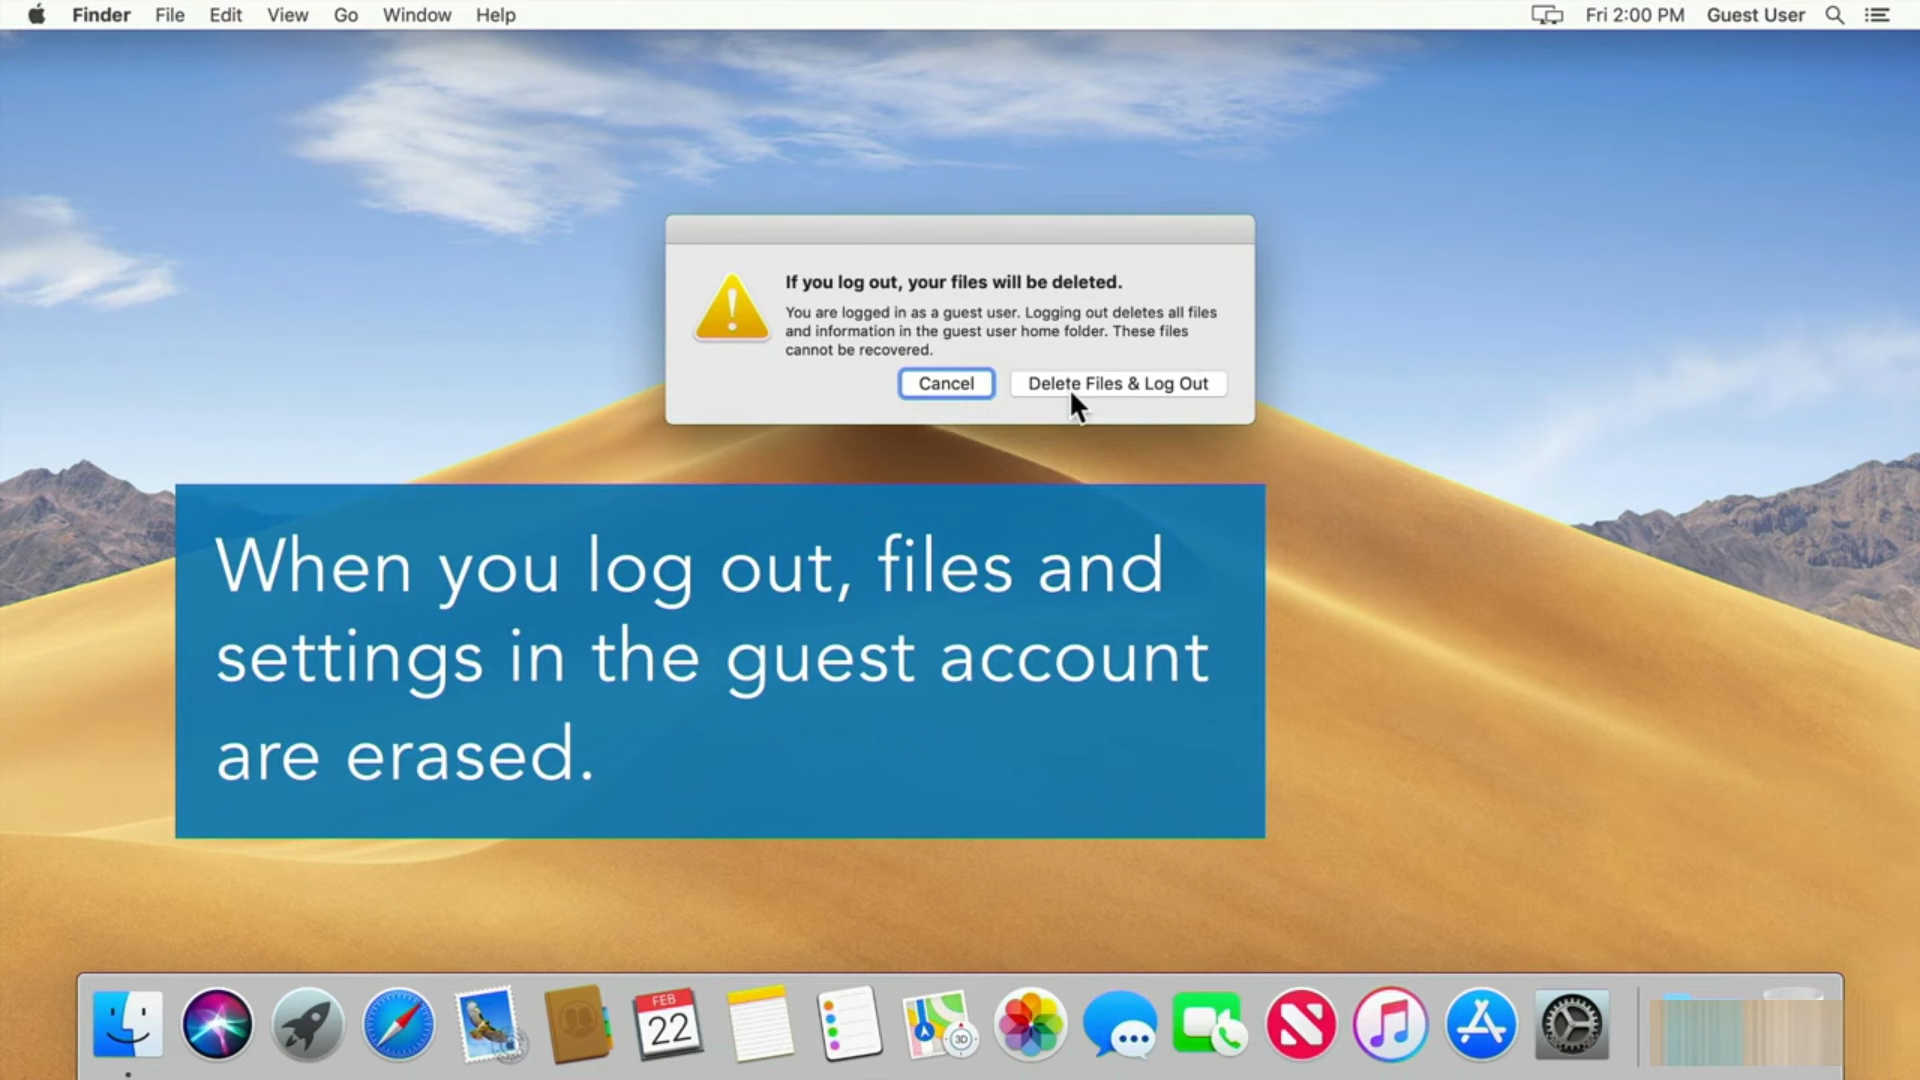 Finder File Edit View Go Window Help Fri 2:00 PM Guest User
If you log out, your files will be deleted.
You are logged in as a guest user. Logging out deletes all files
and information in the guest user home folder. These files
cannot be recovered.
Cancel Delete Files & Log Out
When you log out, files and
settings in the guest account
are erased.
FEB
22
3D